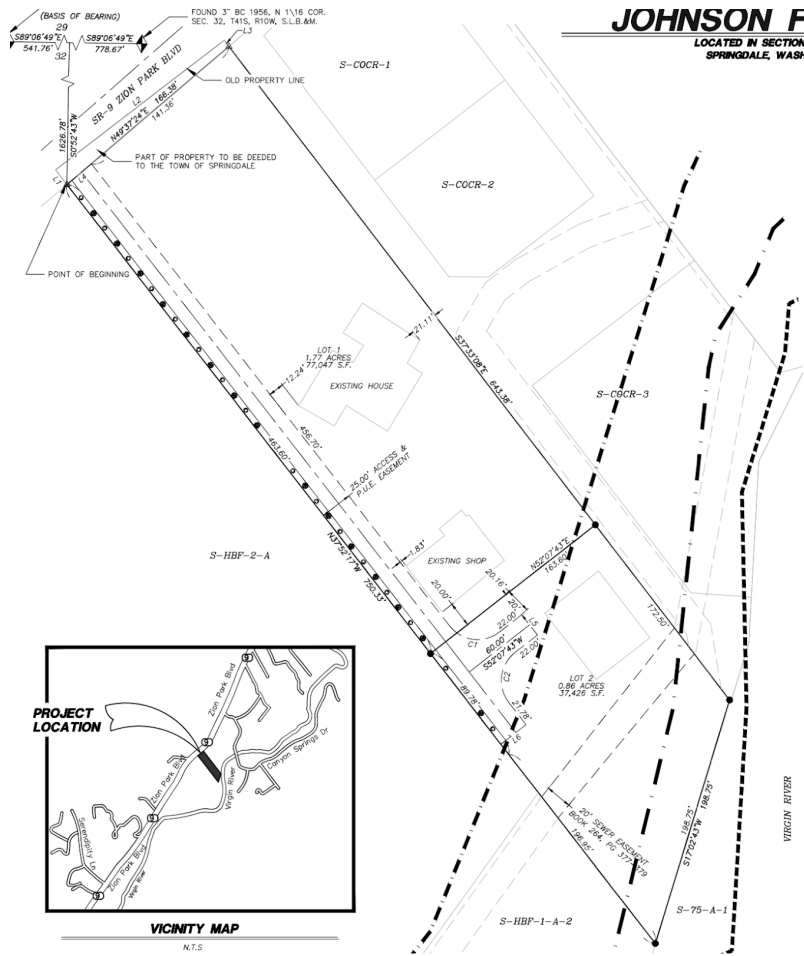 JOHNSON F
LOCATED IN SECTION
SPRINGDALE, WASH
(BASIS OF BEARING)
29
S89°06'49"E
541.76'
S89°06'49"E
778.67'
32
FOUND 3" BC 1956, N 1\16 COR.
SEC. 32, T41S, R10W, S.L.B.&M.
L3
SR-9 ZION PARK BLVD
OLD PROPERTY LINE
L2
N49°37'24"E 166.38'
141.36'
1626.78'
S0°52'43"W
PART OF PROPERTY TO BE DEEDED
TO THE TOWN OF SPRINGDALE
L1
L4
POINT OF BEGINNING
S-COCR-1
S-COCR-2
S-COCR-3
21.11'
S37°33'08"E
643.38'
LOT 1
1.77 ACRES
77,047 S.F.
12.24'
EXISTING HOUSE
463.60'
456.70'
25.00' ACCESS &
P.U.E. EASEMENT
N37°52'17"W
750.33'
S-HBF-2-A
1.83'
EXISTING SHOP
20.00'
20.16'
N52°07'43"E
163.60'
20'
22.00'
L5
C1
60.00'
S52°07'43"W
22.00'
C2
172.50'
LOT 2
0.86 ACRES
37,426 S.F.
89.78'
21.78'
L6
20' SEWER EASEMENT
BOOK 264, PG 377-379
196.95'
198.75'
S17°02'43"W 198.75'
VIRGIN RIVER
S-HBF-1-A-2
S-75-A-1
PROJECT
LOCATION
9
Zion Park Blvd
9
Zion Park Blvd
Canyon Springs Dr
Virgin River
9
Serendipity Ln
Zion Park Blvd
Virgin River
9
VICINITY MAP
N.T.S